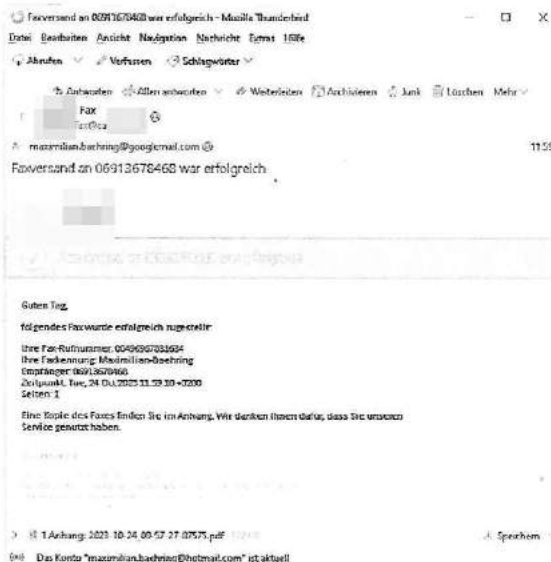 Faxversand an 06913678468 war erfolgreich - Mozilla Thunderbird
Datei Bearbeiten Ansicht Navigation Nachricht Extras Hilfe
Abrufen Verfassen Schlagwörter
Antworten Allen antworten Weiterleiten Archivieren Junk Löschen Mehr
Fax
A maximilian.baehring@googlemail.com 11:59
Faxversand an 06913678468 war erfolgreich
Guten Tag,
folgendes Fax wurde erfolgreich zugestellt:
Ihre Fax-Rufnummer: 00496967831634
Ihre Faxkennung: Maximilian-Baehring
Empfänger: 06913678468
Zeitpunkt: Tue, 24 Oct 2023 11:59:10 +0200
Seiten: 1
Eine Kopie des Faxes finden Sie im Anhang. Wir danken Ihnen dafür, dass Sie unseren
Service genutzt haben.
1 Anhang: 2023-10-24 Speichern
Das Konto "maximilian.baehring@hotmail.com" ist aktuell